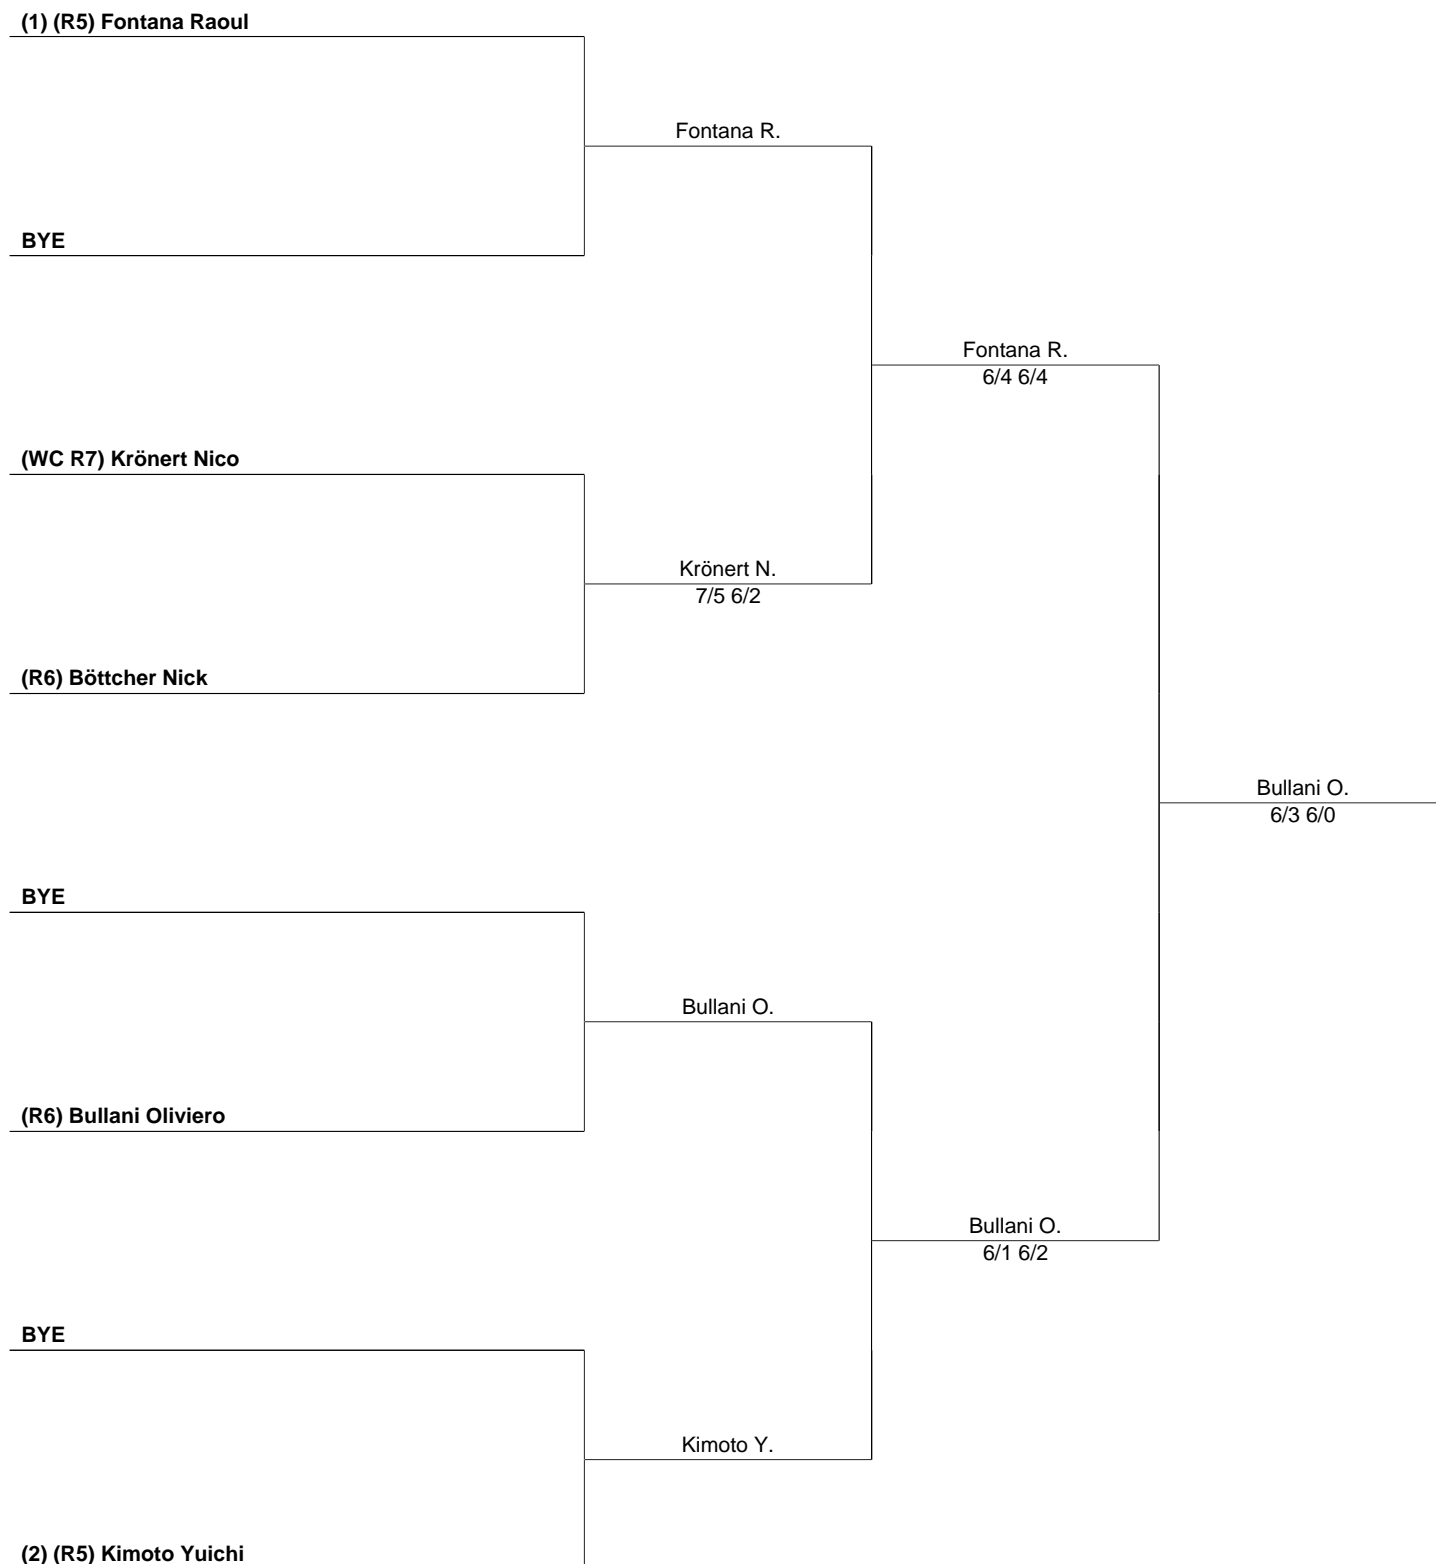 (1) (R5) Fontana Raoul
Fontana R.
BYE
Fontana R.
6/4 6/4
(WC R7) Krönert Nico
Krönert N.
7/5 6/2
(R6) Böttcher Nick
Bullani O.
6/3 6/0
BYE
Bullani O.
(R6) Bullani Oliviero
Bullani O.
6/1 6/2
BYE
Kimoto Y.
(2) (R5) Kimoto Yuichi